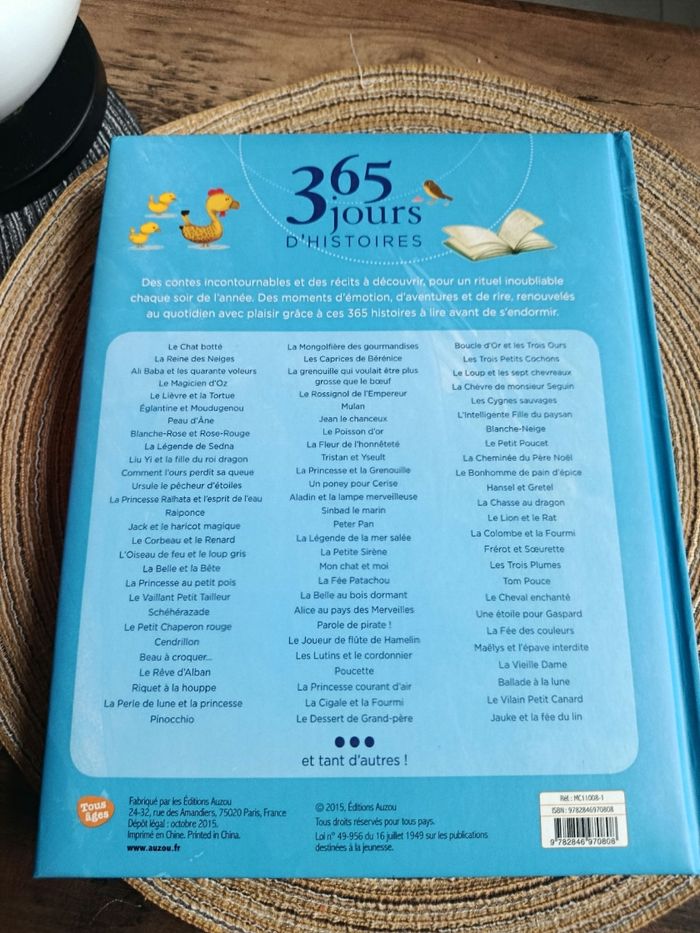 365
jours
D'HISTOIRES
Des contes incontournables et des récits à découvrir, pour un rituel inoubliable
chaque soir de l'année. Des moments d'émotion, d'aventures et de rire, renouvelés
au quotidien avec plaisir grâce à ces 365 histoires à lire avant de s'endormir.
Le Chat botté
La Reine des Neiges
Ali Baba et les quarante voleurs
Le Magicien d'Oz
Le Lièvre et la Tortue
Églantine et Moudugenou
Peau d'Âne
Blanche-Rose et Rose-Rouge
La Légende de Sedna
Liu Yi et la fille du roi dragon
Comment l'ours perdit sa queue
Ursule le pêcheur d'étoiles
La Princesse Ralhata et l'esprit de l'eau
Raiponce
Jack et le haricot magique
Le Corbeau et le Renard
L'Oiseau de feu et le loup gris
La Belle et la Bête
La Princesse au petit pois
Le Vaillant Petit Tailleur
Schéhérazade
Le Petit Chaperon rouge
Cendrillon
Beau à croquer...
Le Rêve d'Alban
Riquet à la houppe
La Perle de lune et la princesse
Pinocchio
La Mongolfière des gourmandises
Les Caprices de Bérénice
La grenouille qui voulait être plus
grosse que le bœuf
Le Rossignol de l'Empereur
Mulan
Jean le chanceux
Le Poisson d'or
La Fleur de l'honnêteté
Tristan et Yseult
La Princesse et la Grenouille
Un poney pour Cerise
Aladin et la lampe merveilleuse
Sinbad le marin
Peter Pan
La Légende de la mer salée
La Petite Sirène
Mon chat et moi
La Fée Patachou
La Belle au bois dormant
Alice au pays des Merveilles
Parole de pirate !
Le Joueur de flûte de Hamelin
Les Lutins et le cordonnier
Poucette
La Princesse courant d'air
La Cigale et la Fourmi
Le Dessert de Grand-père
Boucle d'Or et les Trois Ours
Les Trois Petits Cochons
Le Loup et les sept chevreaux
La Chèvre de monsieur Seguin
Les Cygnes sauvages
L'Intelligente Fille du paysan
Blanche-Neige
Le Petit Poucet
La Cheminée du Père Noël
Le Bonhomme de pain d'épice
Hansel et Gretel
La Chasse au dragon
Le Lion et le Rat
La Colombe et la Fourmi
Frérot et Sœurette
Les Trois Plumes
Tom Pouce
Le Cheval enchanté
Une étoile pour Gaspard
La Fée des couleurs
Maëlys et l'épave interdite
La Vieille Dame
Ballade à la lune
Le Vilain Petit Canard
Jauke et la fée du lin
et tant d'autres !
Tous
âges
Fabriqué par les Éditions Auzou
24-32, rue des Amandiers, 75020 Paris, France
Dépôt légal : octobre 2015.
Imprimé en Chine. Printed in China.
www.auzou.fr
© 2015, Éditions Auzou
Tous droits réservés pour tous pays.
Loi n° 49-956 du 16 juillet 1949 sur les publications
destinées à la jeunesse.
Réf : MC11008-1
ISBN : 9782846970808
9 782846 970808